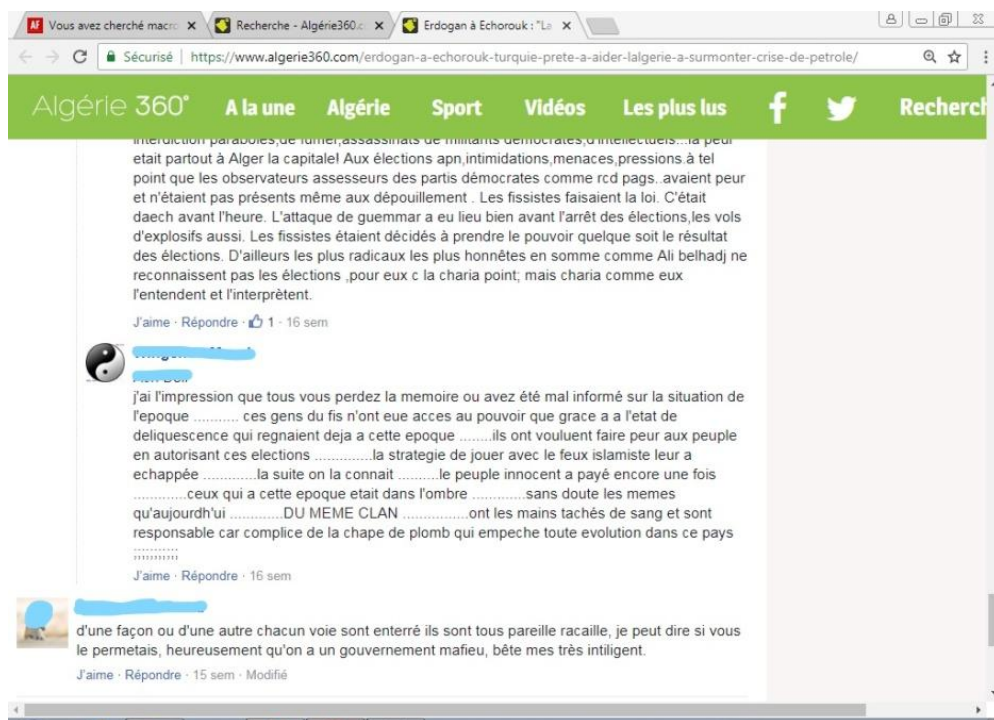 Vous avez cherché macro
Recherche - Algérie360.c
Erdogan à Echorouk : "La
Sécurisé | https://www.algerie360.com/erdogan-a-echorouk-turquie-prete-a-aider-lalgerie-a-surmonter-crise-de-petrole/
Algérie 360° A la une Algérie Sport Vidéos Les plus lus f Recherch
interdiction paraboles,de fumer,assassinats de militants démocrates,d'intellectuels...la peur
etait partout à Alger la capitale! Aux élections apn,intimidations,menaces,pressions.à tel
point que les observateurs assesseurs des partis démocrates comme rcd pags..avaient peur
et n'étaient pas présents même aux dépouillement . Les fissistes faisaient la loi. C'était
daech avant l'heure. L'attaque de guemmar a eu lieu bien avant l'arrêt des élections,les vols
d'explosifs aussi. Les fissistes étaient décidés à prendre le pouvoir quelque soit le résultat
des élections. D'ailleurs les plus radicaux les plus honnêtes en somme comme Ali belhadj ne
reconnaissent pas les élections ,pour eux c la charia point; mais charia comme eux
l'entendent et l'interprètent.
J'aime · Répondre · 1 · 16 sem
j'ai l'impression que tous vous perdez la memoire ou avez été mal informé sur la situation de
l'epoque ........... ces gens du fis n'ont eue acces au pouvoir que grace a a l'etat de
deliquescence qui regnaient deja a cette epoque ........ils ont vouluent faire peur aux peuple
en autorisant ces elections .............la strategie de jouer avec le feux islamiste leur a
echappée .............la suite on la connait .........le peuple innocent a payé encore une fois
.............ceux qui a cette epoque etait dans l'ombre .............sans doute les memes
qu'aujourdh'ui .............DU MEME CLAN ................ont les mains tachés de sang et sont
responsable car complice de la chape de plomb qui empeche toute evolution dans ce pays
;;;;;;;;;;;
J'aime · Répondre · 16 sem
d'une façon ou d'une autre chacun voie sont enterré ils sont tous pareille racaille, je peut dire si vous
le permetais, heureusement qu'on a un gouvernement mafieu, bête mes très intiligent.
J'aime · Répondre · 15 sem · Modifié